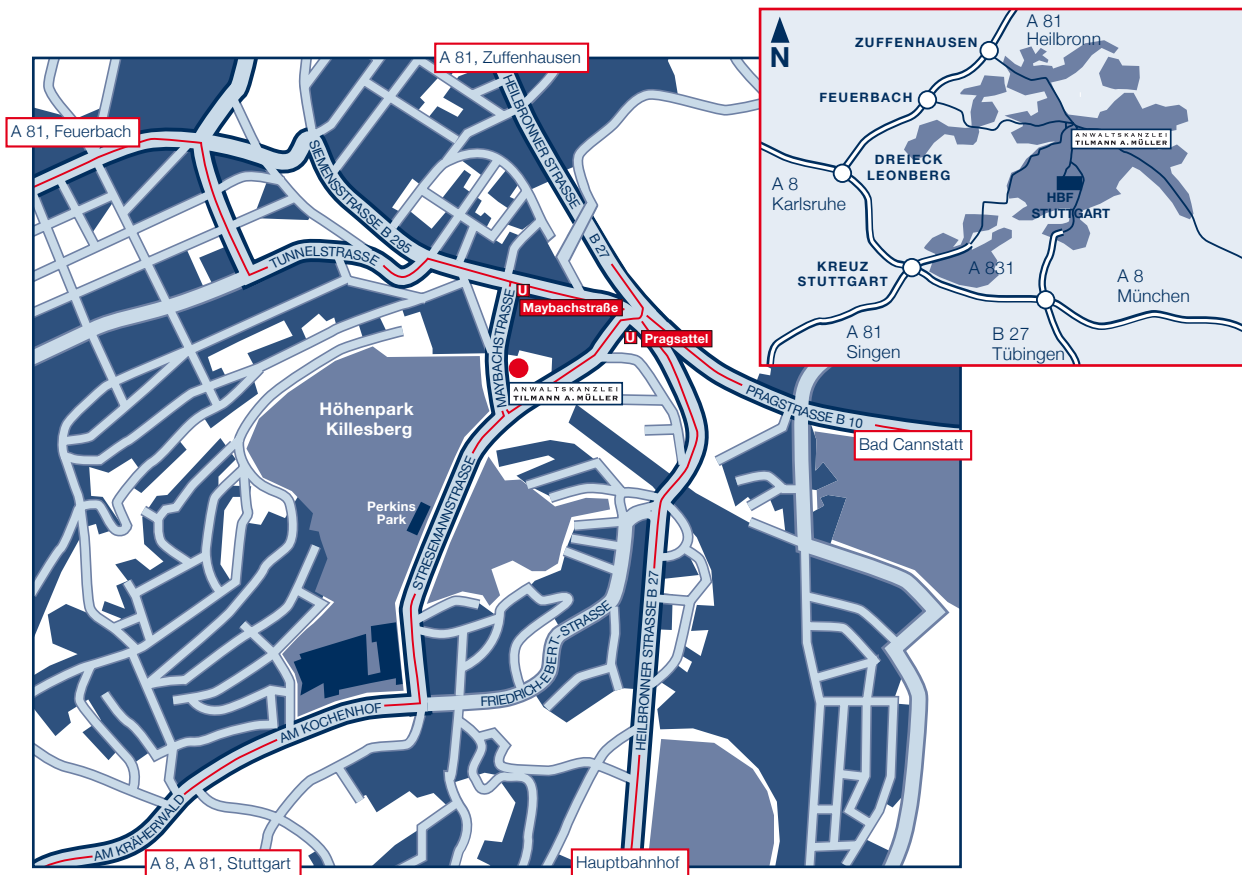 A 81
Heilbronn
N
ZUFFENHAUSEN
FEUERBACH
ANWALTSKANZLEI
TILMANN A. MÜLLER
DREIECK
LEONBERG
A 8
Karlsruhe
HBF
STUTTGART
KREUZ
STUTTGART
A 831
A 8
München
A 81
Singen
B 27
Tübingen
A 81, Zuffenhausen
A 81, Feuerbach
HEILBRONNER STRASSE
B 27
SIEMENSSTRASSE B 295
TUNNELSTRASSE
U
Maybachstraße
U
Pragsattel
MAYBACHSTRASSE
ANWALTSKANZLEI
TILMANN A. MÜLLER
PRAGSTRASSE B 10
Bad Cannstatt
Höhenpark
Killesberg
Perkins
Park
STRESEMANNSTRASSE
HEILBRONNER STRASSE B 27
FRIEDRICH-EBERT-STRASSE
AM KOCHENHOF
AM KRÄHERWALD
A 8, A 81, Stuttgart
Hauptbahnhof